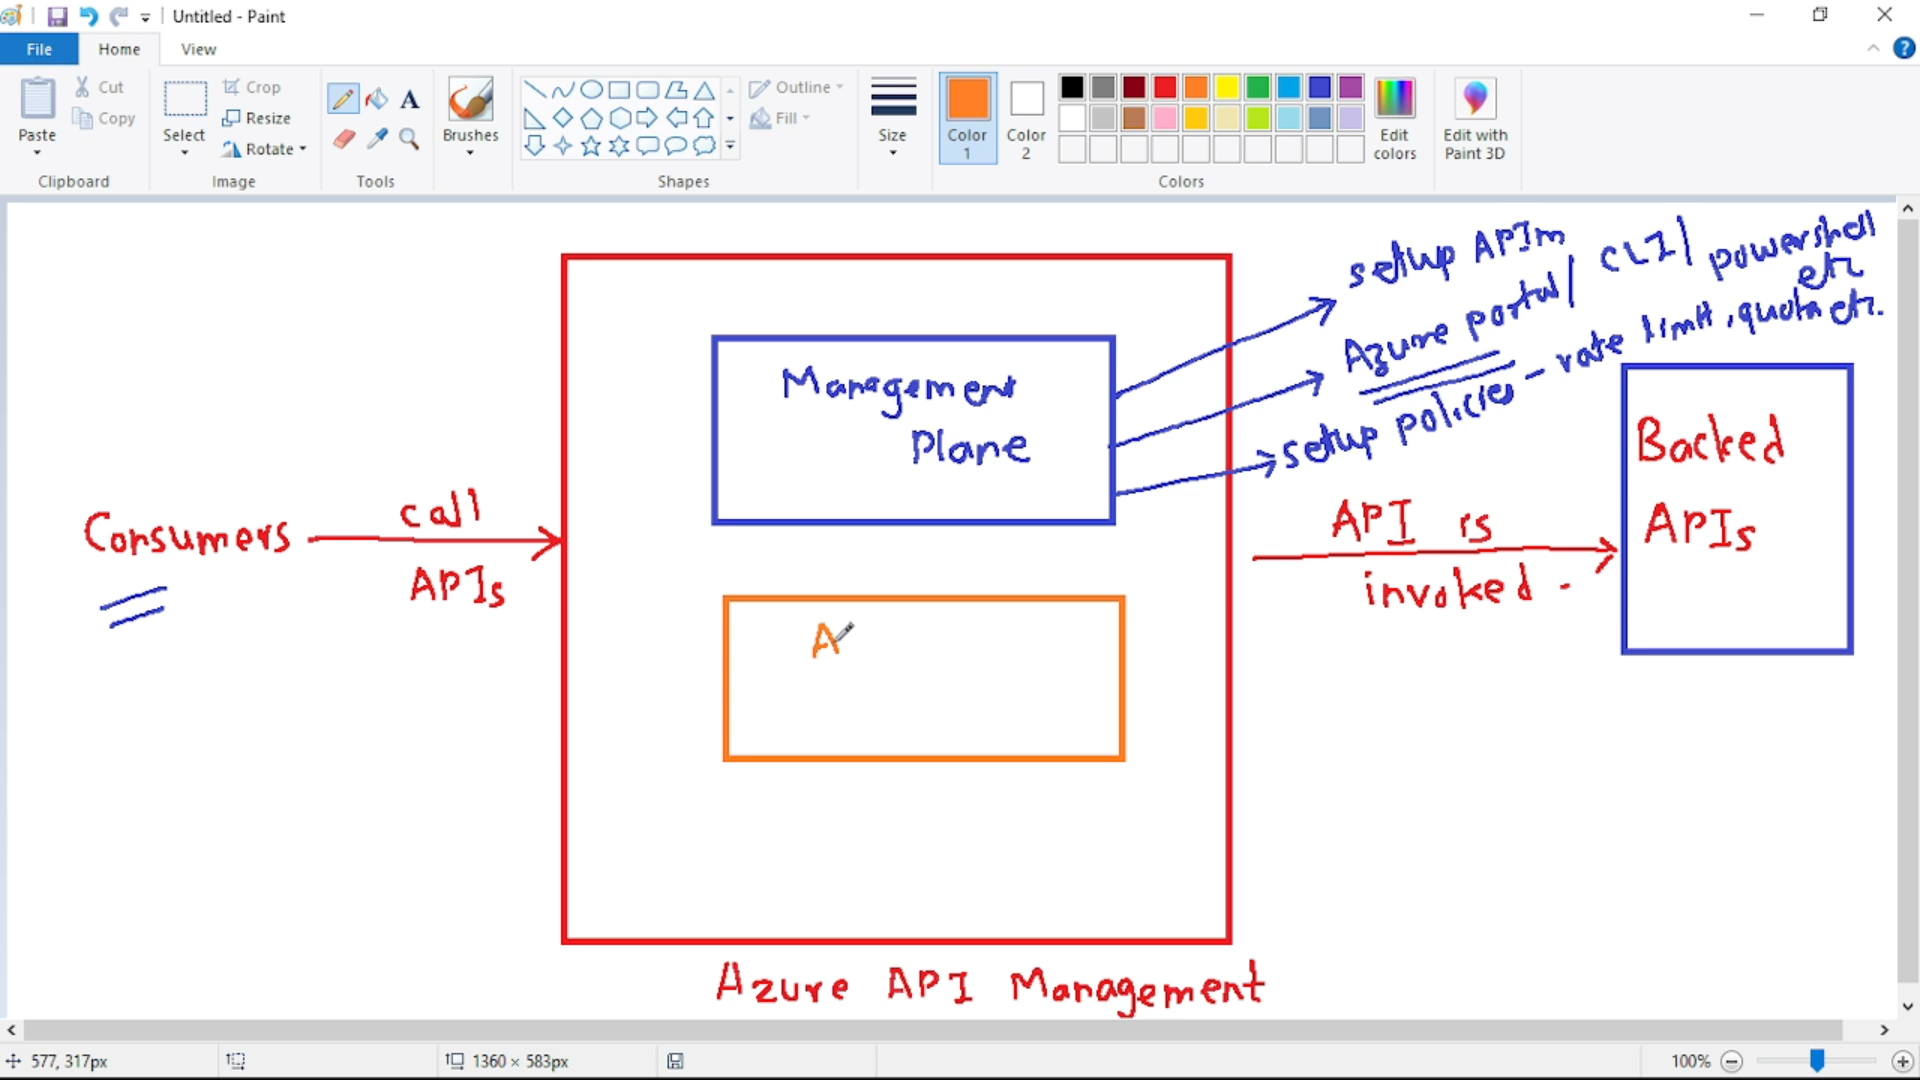 Untitled - Paint
File Home View
Paste
Cut
Copy
Clipboard
Select
Crop
Resize
Rotate
Image
Tools
Brushes
Shapes
Outline
Fill
Size
Color 1
Color 2
Edit colors
Edit with Paint 3D
Colors
setup APIm
Azure portal / CLI / powershell
etc
setup policies - rate limit, quota etc.
Management
Plane
Consumers
call
APIs
API is
invoked.
Backed
APIs
A
Azure API Management
577, 317px
1360 × 583px
100%